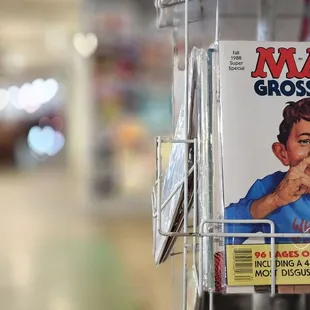 Fall
1988
Super
Special
MA
GROSS
96 PAGES O
INCLUDING A 4
MOST DISGUS